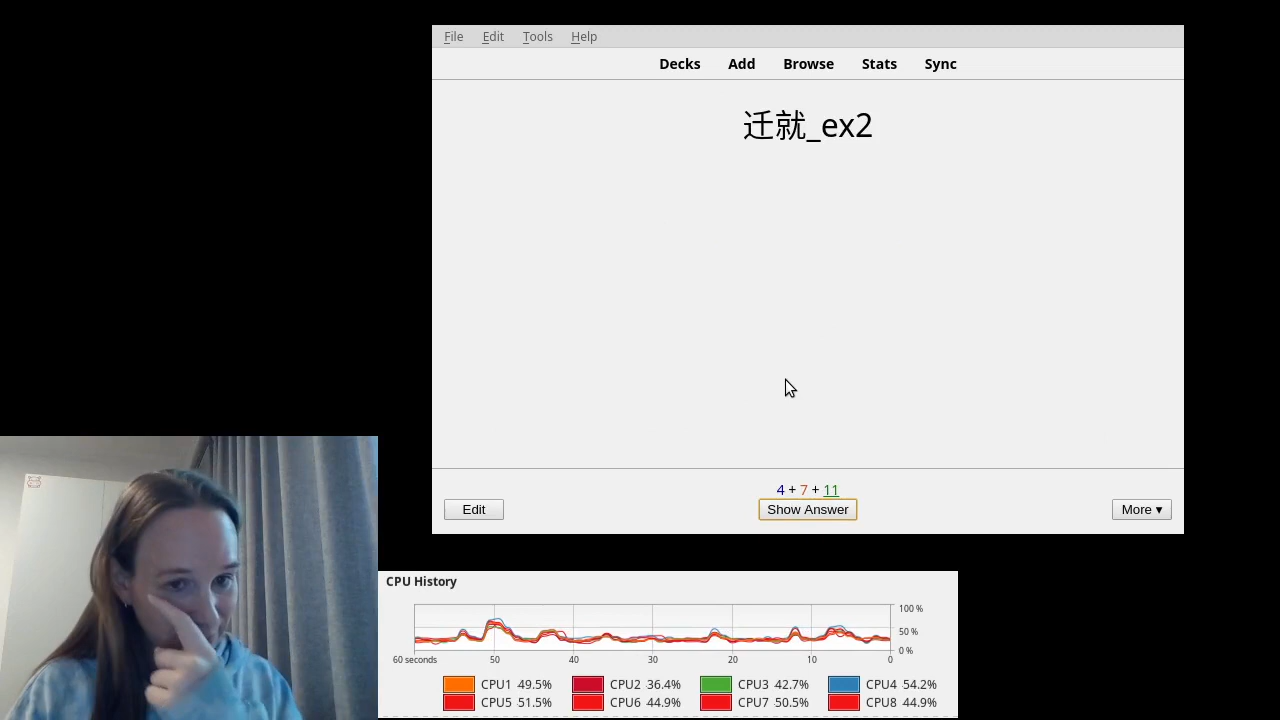 File Edit Tools Help
Decks Add Browse Stats Sync
迁就_ex2
4 + 7 + 11
Edit Show Answer More ▾
CPU History
100 %
50 %
0 %
60 seconds 50 40 30 20 10 0
CPU1 49.5% CPU2 36.4% CPU3 42.7% CPU4 54.2%
CPU5 51.5% CPU6 44.9% CPU7 50.5% CPU8 44.9%